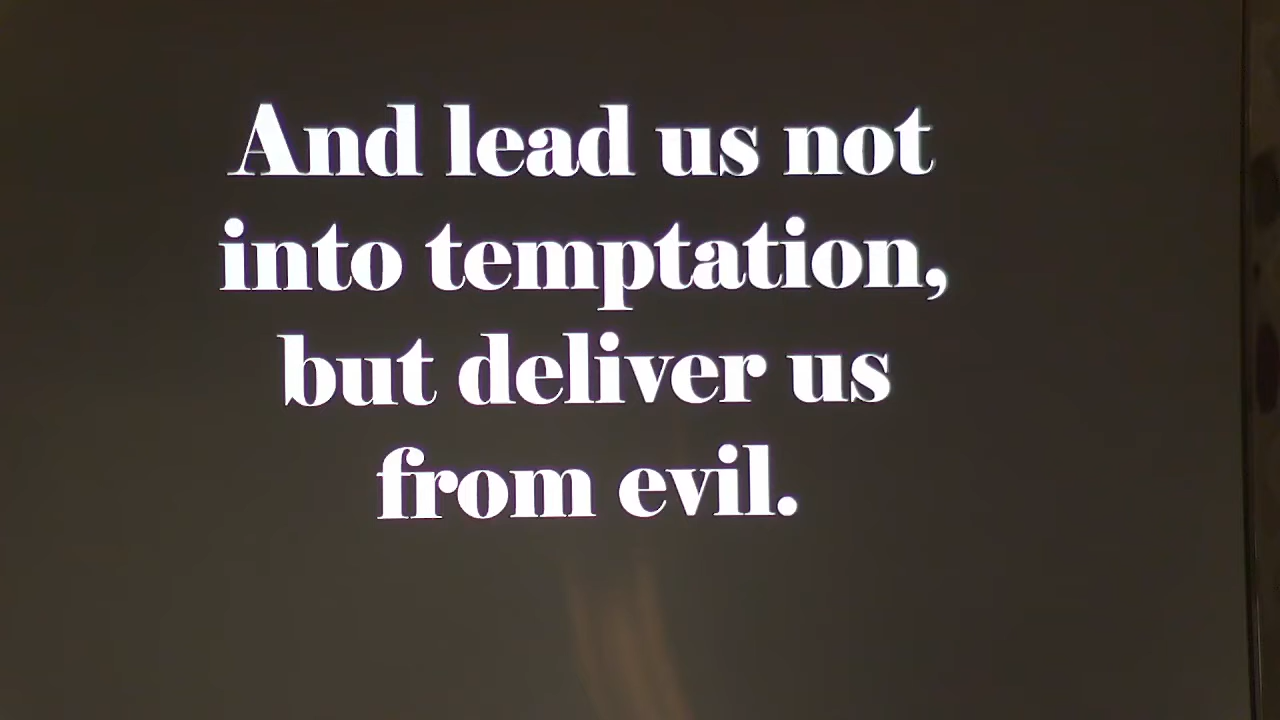 And lead us not
into temptation,
but deliver us
from evil.